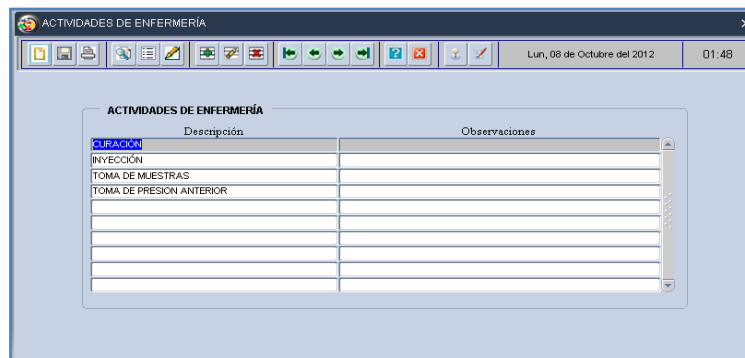 ACTIVIDADES DE ENFERMERÍA
Lun, 08 de Octubre del 2012 01:48
ACTIVIDADES DE ENFERMERÍA
Descripción Observaciones
CURACIÓN
INYECCIÓN
TOMA DE MUESTRAS
TOMA DE PRESION ANTERIOR